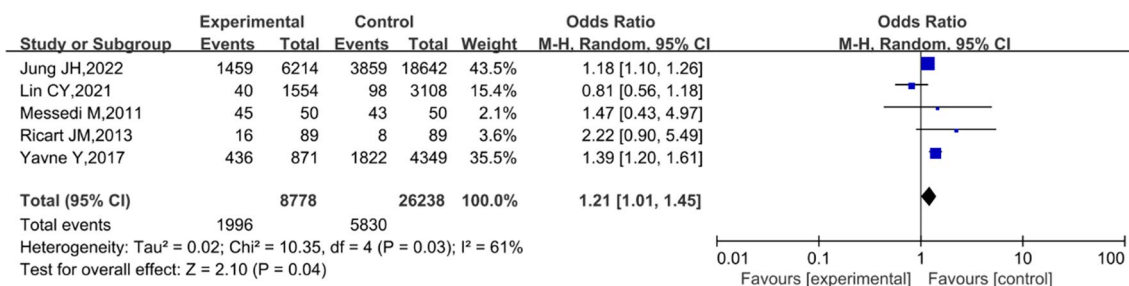 Experimental Control Odds Ratio Odds Ratio
Study or Subgroup Events Total Events Total Weight M-H, Random, 95% CI M-H, Random, 95% CI
Jung JH,2022 1459 6214 3859 18642 43.5% 1.18 [1.10, 1.26]
Lin CY,2021 40 1554 98 3108 15.4% 0.81 [0.56, 1.18]
Messedi M,2011 45 50 43 50 2.1% 1.47 [0.43, 4.97]
Ricart JM,2013 16 89 8 89 3.6% 2.22 [0.90, 5.49]
Yavne Y,2017 436 871 1822 4349 35.5% 1.39 [1.20, 1.61]
Total (95% CI) 8778 26238 100.0% 1.21 [1.01, 1.45]
Total events 1996 5830
Heterogeneity: Tau² = 0.02; Chi² = 10.35, df = 4 (P = 0.03); I² = 61%
Test for overall effect: Z = 2.10 (P = 0.04)
0.01 0.1 1 10 100
Favours [experimental] Favours [control]